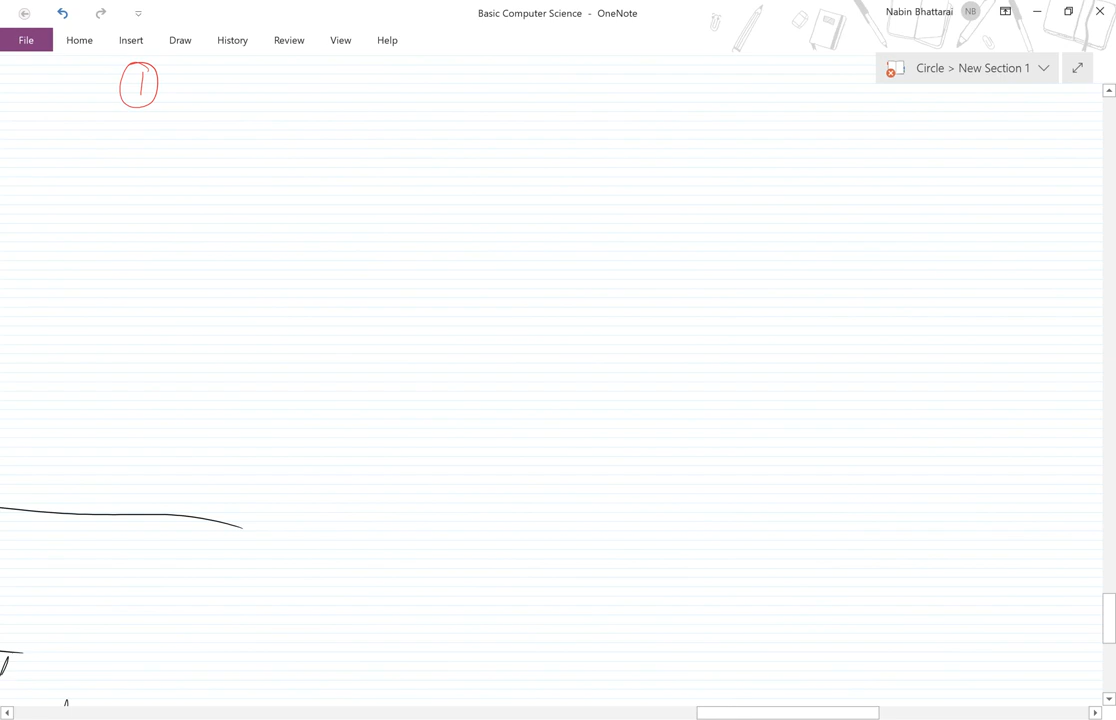 Basic Computer Science - OneNote
Nabin Bhattarai NB
File Home Insert Draw History Review View Help
Circle > New Section 1
1